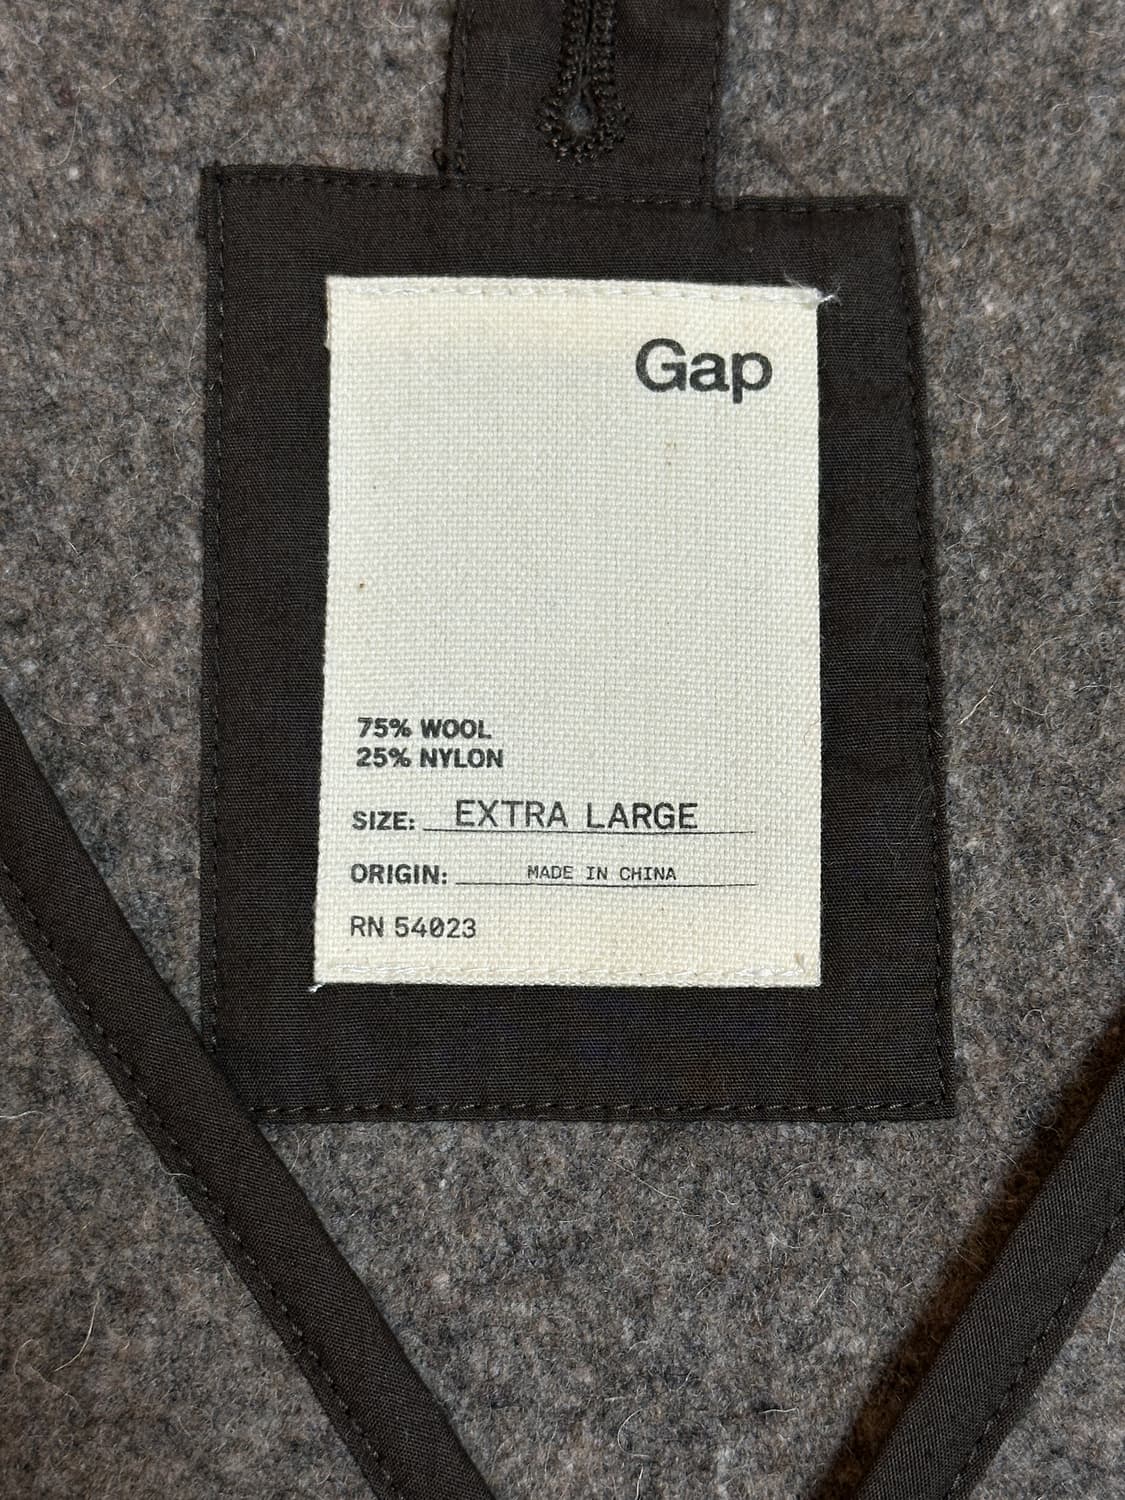 Gap
75% WOOL
25% NYLON
SIZE: EXTRA LARGE
ORIGIN: MADE IN CHINA
RN 54023